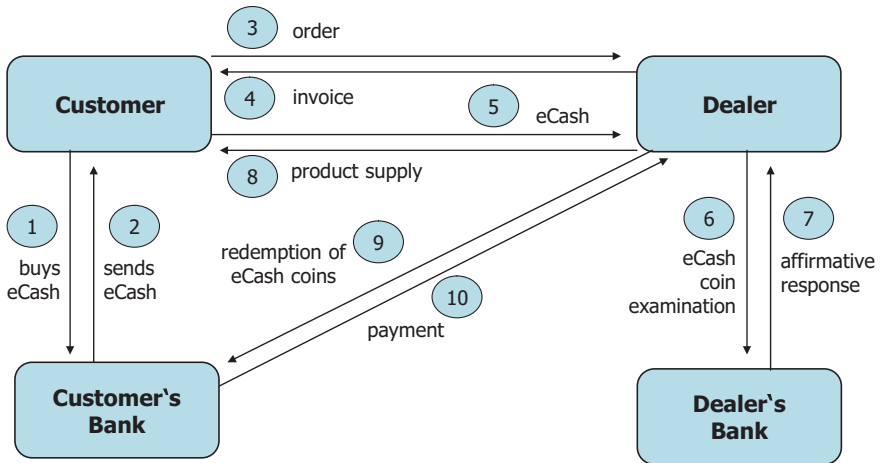 3 order
Customer
Dealer
4 invoice
5 eCash
8 product supply
1
2
buys
eCash
sends
eCash
9
redemption of
eCash coins
10
payment
6
7
eCash
coin
examination
affirmative
response
Customer‘s
Bank
Dealer‘s
Bank